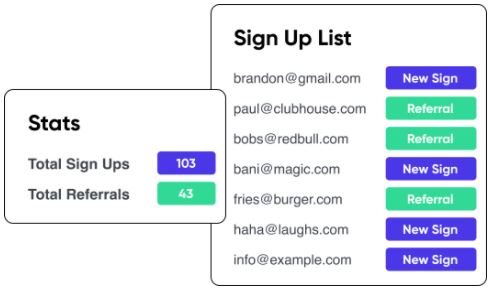 Sign Up List
brandon@gmail.com New Sign
paul@clubhouse.com Referral
bobs@redbull.com Referral
bani@magic.com New Sign
fries@burger.com Referral
haha@laughs.com New Sign
info@example.com New Sign
Stats
Total Sign Ups 103
Total Referrals 43